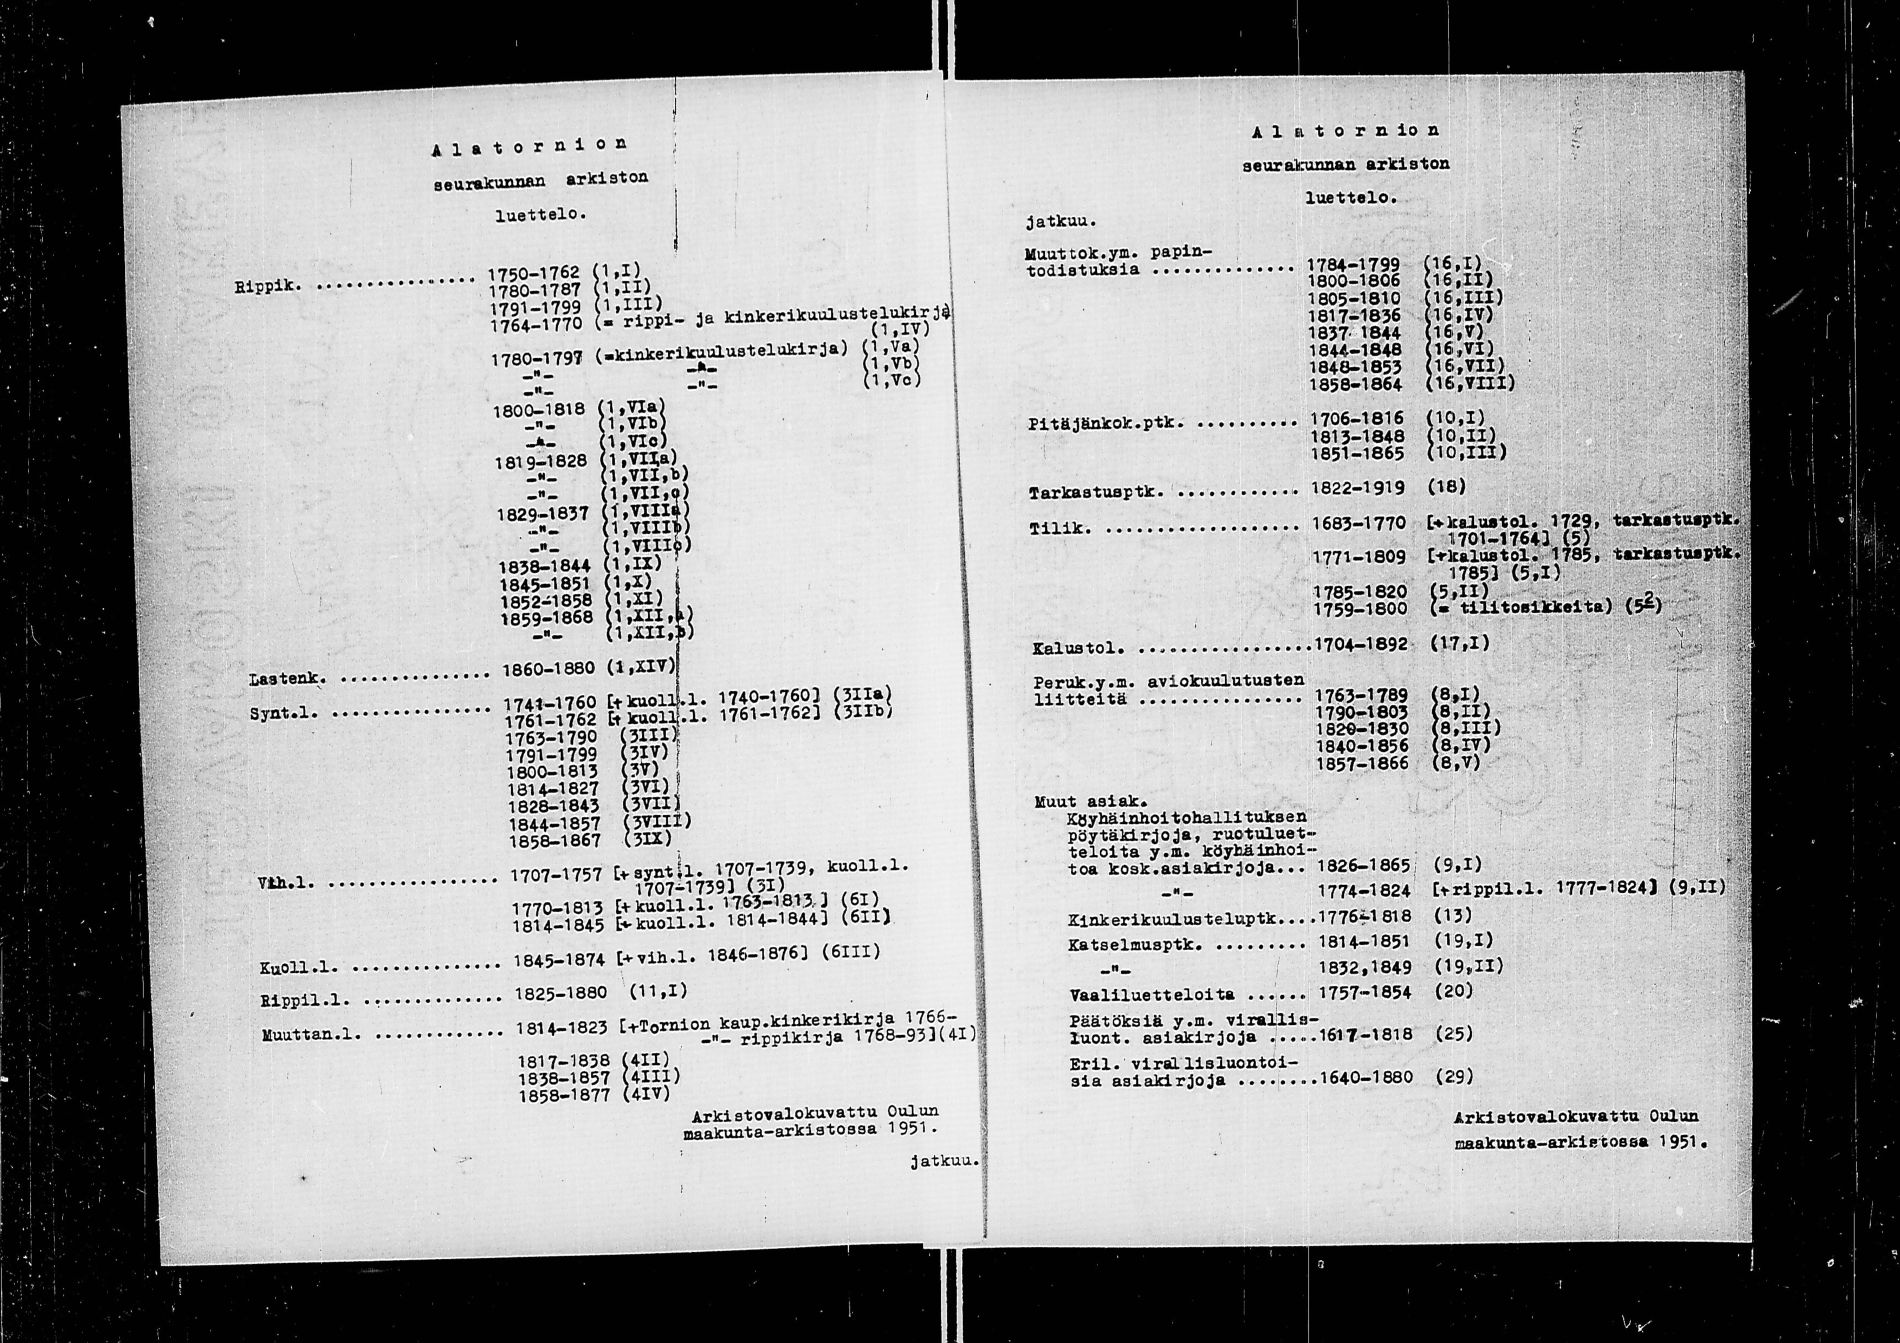 A l a t o r n i o n
seurakunnan arkiston
luettelo.
Rippik. ................ 1750-1762 (1,I)
1780-1787 (1,II)
1791-1799 (1,III)
1764-1770 (= rippi- ja kinkerikuulustelukirja
(1,IV)
1780-1797 (=kinkerikuulustelukirja) (1,Va)
-"- -"- (1,Vb)
-"- -"- (1,Vc)
1800-1818 (1,VIa)
-"- (1,VIb)
-"- (1,VIc)
1819-1828 (1,VII,a)
-"- (1,VII,b)
-"- (1,VII,c)
1829-1837 (1,VIIIa)
-"- (1,VIIIb)
-"- (1,VIIIc)
1838-1844 (1,IX)
1845-1851 (1,X)
1852-1858 (1,XI)
1859-1868 (1,XII,a)
-"- (1,XII,b)
Lastenk. ............... 1860-1880 (1,XIV)
Synt.l. ................ 1741-1760 [+ kuoll.l. 1740-1760] (3IIa)
1761-1762 [+ kuoll.l. 1761-1762] (3IIb)
1763-1790 (3III)
1791-1799 (3IV)
1800-1813 (3V)
1814-1827 (3VI)
1828-1843 (3VII)
1844-1857 (3VIII)
1858-1867 (3IX)
Vih.l. ................. 1707-1757 [+ synt.l. 1707-1739, kuoll.l.
1707-1739] (3I)
1770-1813 [+ kuoll.l. 1763-1813.] (6I)
1814-1845 [+ kuoll.l. 1814-1844] (6II)
Kuoll.l. ............... 1845-1874 [+ vih.l. 1846-1876] (6III)
Rippil.l. .............. 1825-1880 (11,I)
Muuttan.l. ............. 1814-1823 [+Tornion kaup.kinkerikirja 1766-
-"- rippikirja 1768-93](4I)
1817-1838 (4II)
1838-1857 (4III)
1858-1877 (4IV)
Arkistovalokuvattu Oulun
maakunta-arkistossa 1951.
jatkuu.
A l a t o r n i o n
seurakunnan arkiston
luettelo.
jatkuu.
Muuttok.ym. papin-
todistuksia .............. 1784-1799 (16,I)
1800-1806 (16,II)
1805-1810 (16,III)
1817-1836 (16,IV)
1837-1844 (16,V)
1844-1848 (16,VI)
1848-1853 (16,VII)
1858-1864 (16,VIII)
Pitäjänkok.ptk. .......... 1706-1816 (10,I)
1813-1848 (10,II)
1851-1865 (10,III)
Tarkastusptk. ............ 1822-1919 (18)
Tilik. ................... 1683-1770 [+kalustol. 1729, tarkastusptk.
1701-1764] (5)
1771-1809 [+kalustol. 1785, tarkastusptk.
1785] (5,I)
1785-1820 (5,II)
1759-1800 (= tilitosikkeita) (5²)
Kalustol. .................1704-1892 (17,I)
Peruk.y.m. aviokuulutusten
liitteitä ................ 1763-1789 (8,I)
1790-1803 (8,II)
1820-1830 (8,III)
1840-1856 (8,IV)
1857-1866 (8,V)
Muut asiak.
Köyhäinhoitohallituksen
pöytäkirjoja, ruotuluet-
teloita y.m. köyhäinhoi-
toa kosk.asiakirjoja... 1826-1865 (9,I)
-"- 1774-1824 [+rippil.l. 1777-1824] (9,II)
Kinkerikuulusteluptk....1776-1818 (13)
Katselmusptk. ......... 1814-1851 (19,I)
-"- 1832,1849 (19,II)
Vaaliluetteloita ...... 1757-1854 (20)
Päätöksiä y.m. virallis-
luont. asiakirjoja .....1617-1818 (25)
Eril. virallisluontoi-
sia asiakirjoja ........1640-1880 (29)
Arkistovalokuvattu Oulun
maakunta-arkistossa 1951.